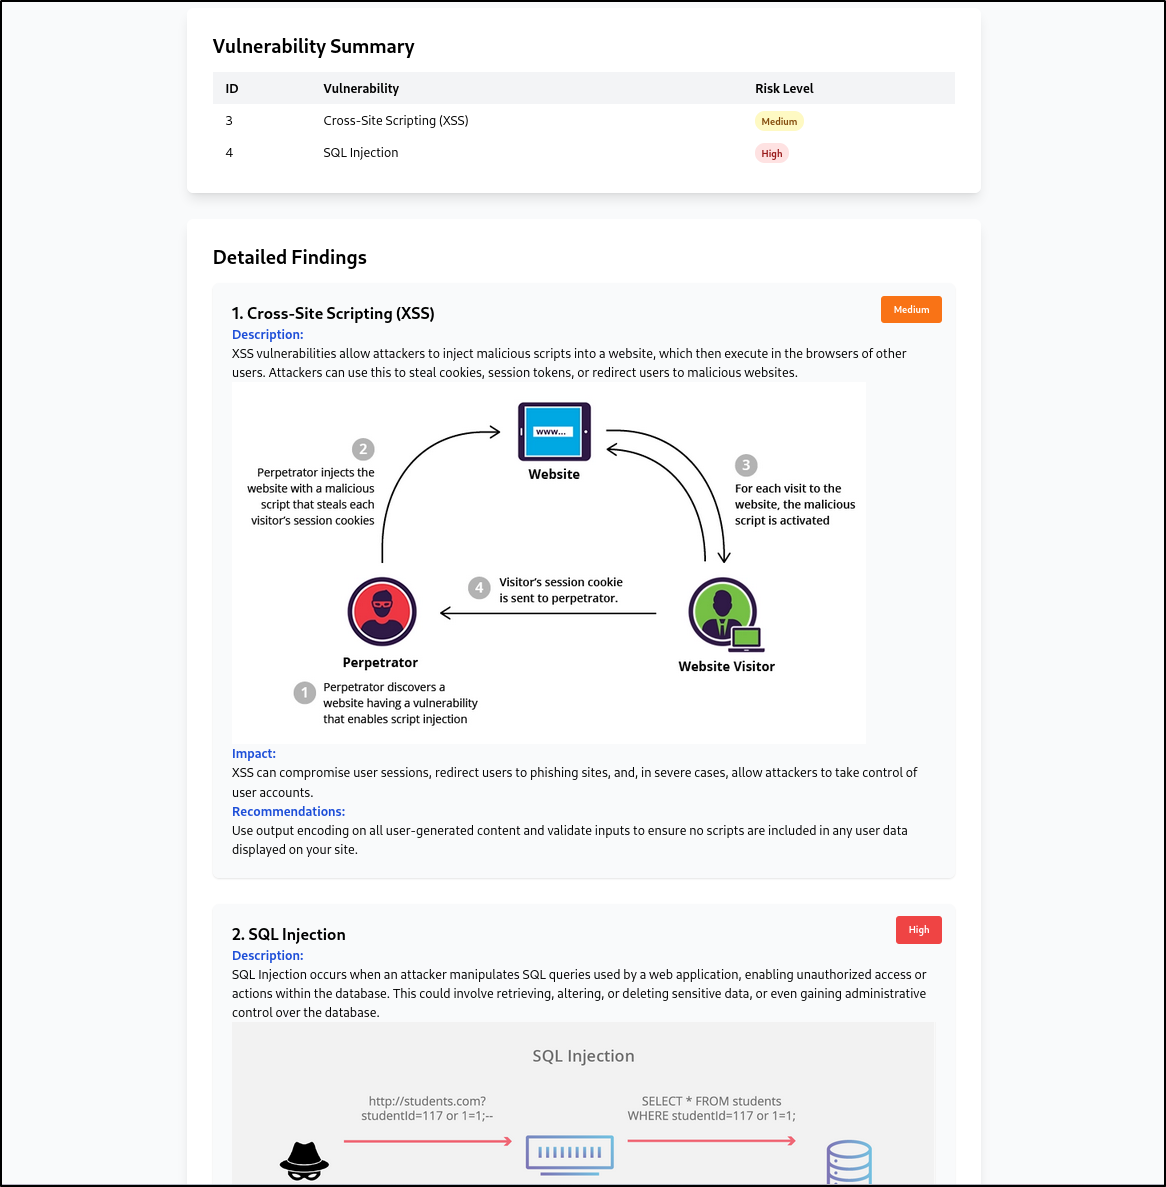 Vulnerability Summary
ID Vulnerability Risk Level
3 Cross-Site Scripting (XSS) Medium
4 SQL Injection High
Detailed Findings
1. Cross-Site Scripting (XSS) Medium
Description:
XSS vulnerabilities allow attackers to inject malicious scripts into a website, which then execute in the browsers of other
users. Attackers can use this to steal cookies, session tokens, or redirect users to malicious websites.
www...
Website
2
Perpetrator injects the
website with a malicious
script that steals each
visitor's session cookies
3
For each visit to the
website, the malicious
script is activated
4
Visitor's session cookie
is sent to perpetrator.
Perpetrator
Website Visitor
1
Perpetrator discovers a
website having a vulnerability
that enables script injection
Impact:
XSS can compromise user sessions, redirect users to phishing sites, and, in severe cases, allow attackers to take control of
user accounts.
Recommendations:
Use output encoding on all user-generated content and validate inputs to ensure no scripts are included in any user data
displayed on your site.
2. SQL Injection High
Description:
SQL Injection occurs when an attacker manipulates SQL queries used by a web application, enabling unauthorized access or
actions within the database. This could involve retrieving, altering, or deleting sensitive data, or even gaining administrative
control over the database.
SQL Injection
http://students.com?
studentId=117 or 1=1;--
SELECT * FROM students
WHERE studentId=117 or 1=1;